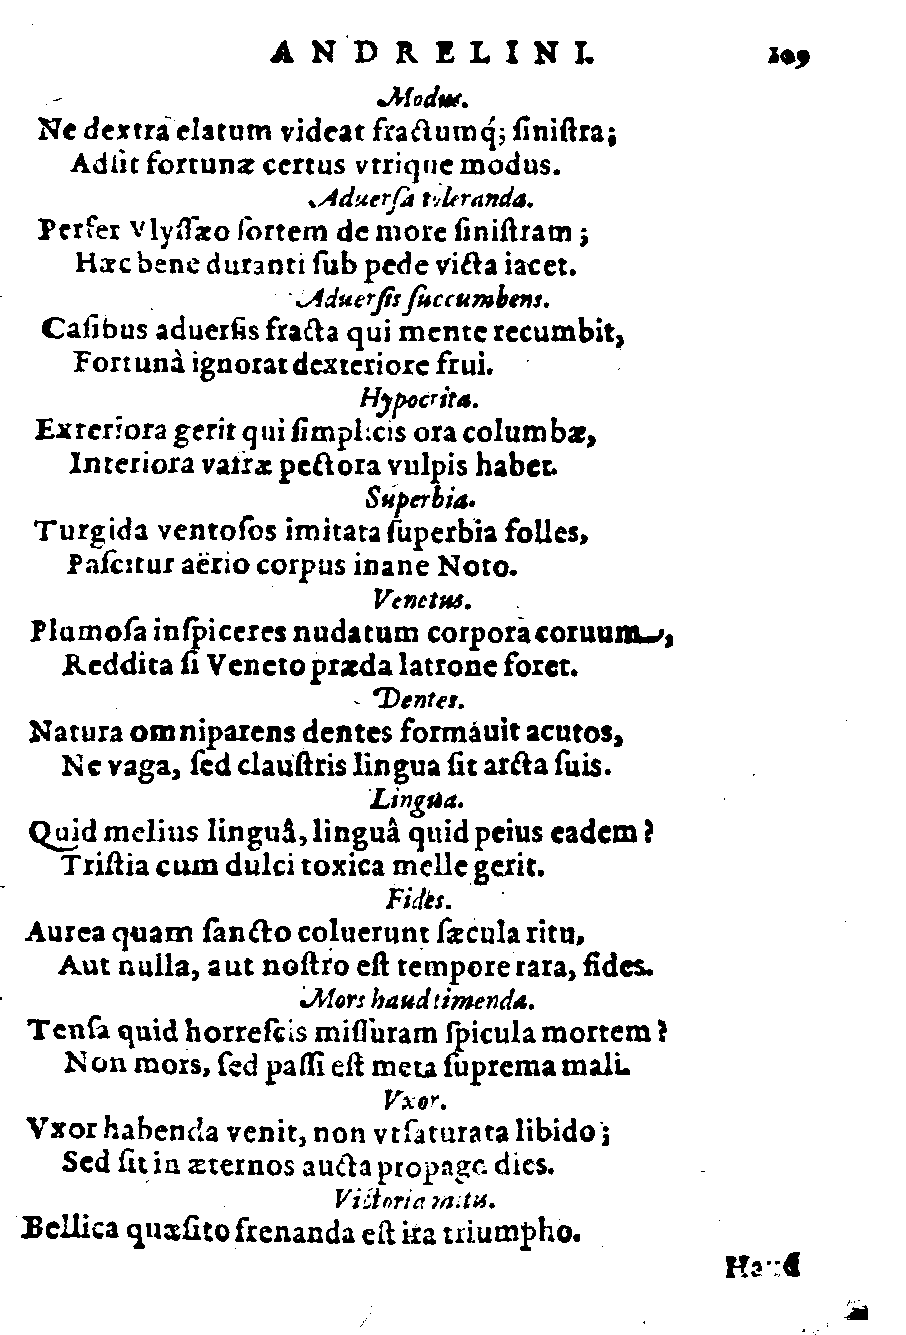 ANDRELINI. 109
Modus.
Ne dextra elatum videat fractumq́; siniſtra;
Adſit fortunæ certus vtrique modus.
Aduerſa toleranda.
Perfer Vlyſſæo ſortem de more ſiniſtram;
Hæc bene duranti ſub pede victa iacet.
Aduerſis ſuccumbens.
Caſibus aduerſis fracta qui mente recumbit,
Fortunà ignorat dexteriore frui.
Hypocrita.
Exteriora gerit qui ſimplicis ora columbæ,
Interiora vafræ pectora vulpis habet.
Superbia.
Turgida ventoſos imitata ſuperbia folles,
Paſcitur aërio corpus inane Noto.
Venetus.
Plumoſa inſpiceres nudatum corpora coruum,
Reddita ſi Veneto præda latrone foret.
Dentes.
Natura omniparens dentes formáuit acutos,
Ne vaga, ſed clauſtris lingua ſit arcta ſuis.
Lingua.
Quid melius linguâ, linguâ quid peius eadem?
Triſtia cum dulci toxica melle gerit.
Fides.
Aurea quam ſancto coluerunt ſæcula ritu,
Aut nulla, aut noſtro eſt tempore rara, fides.
Mors haud timenda.
Tenſa quid horreſcis miſſuram ſpicula mortem?
Non mors, ſed paſſi eſt meta ſuprema mali.
Vxor.
Vxor habenda venit, non vt ſaturata libido;
Sed ſit in æternos aucta propago dies.
Victoria mitis.
Bellica quæſito frenanda eſt ira triumpho.
Haud